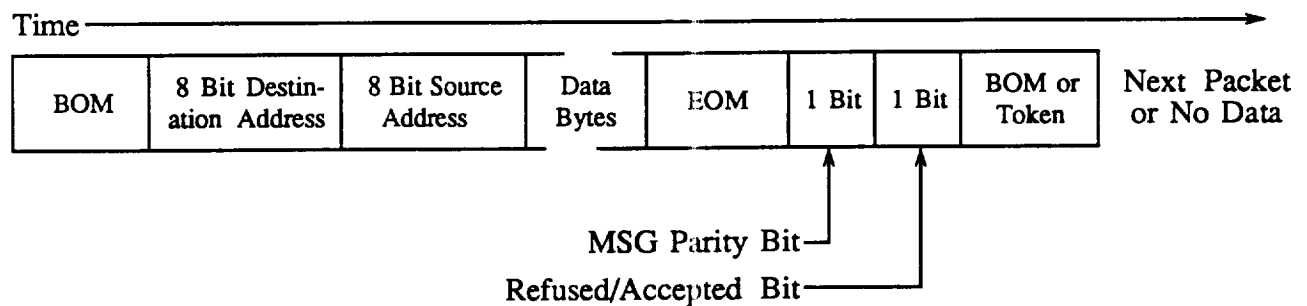 Time
BOM
8 Bit Destin-
ation Address
8 Bit Source
Address
Data
Bytes
EOM
1 Bit
1 Bit
BOM or
Token
Next Packet
or No Data
MSG Parity Bit
Refused/Accepted Bit